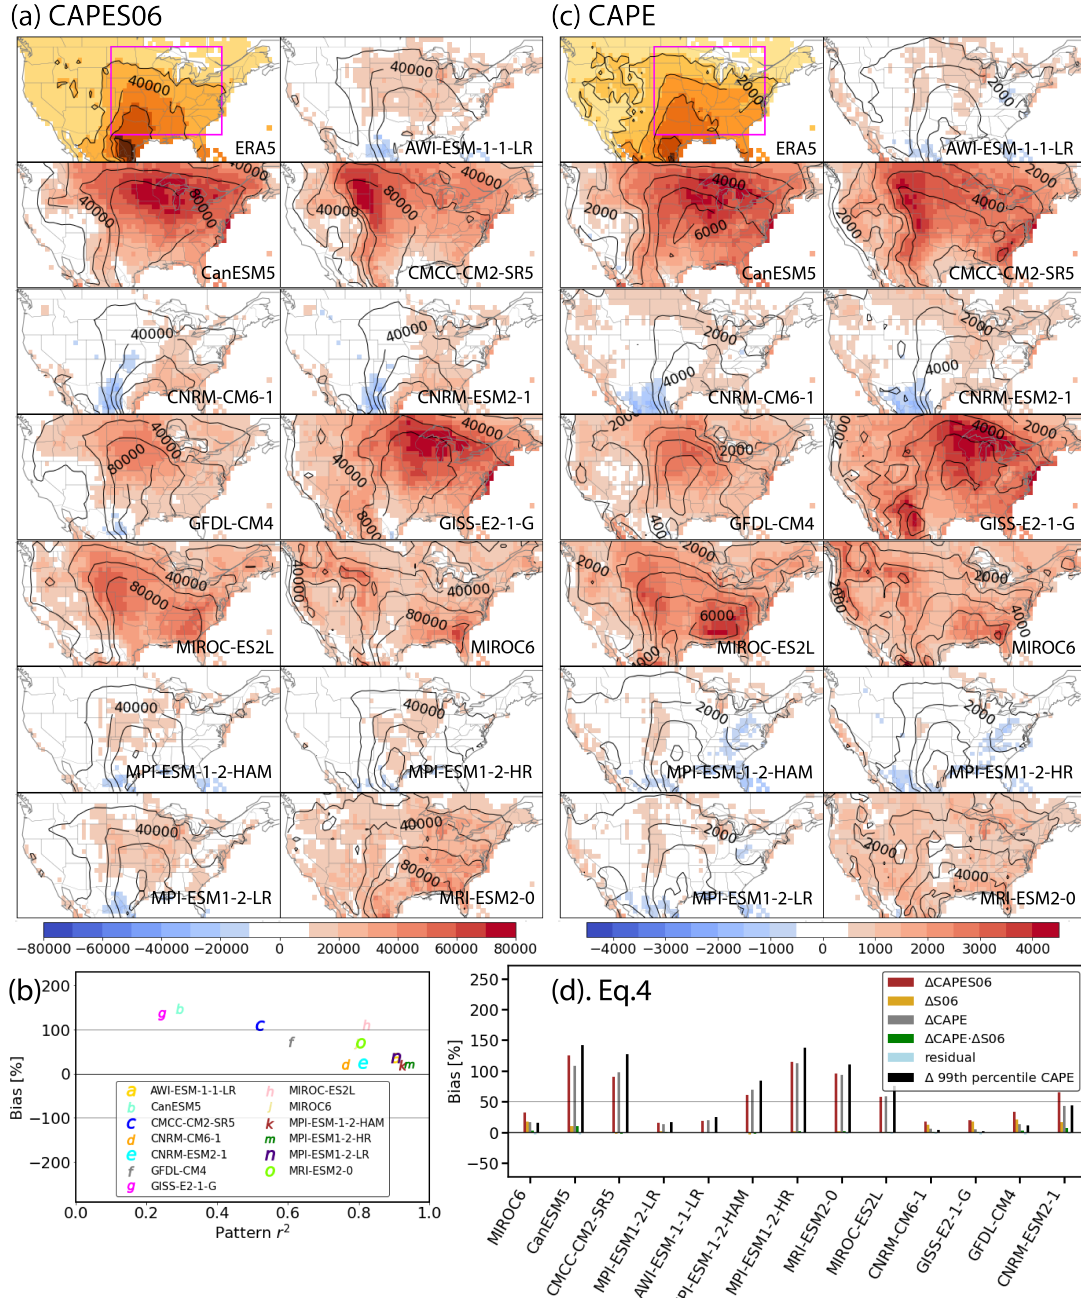 (a) CAPES06
(c) CAPE
40000
ERA5
40000
AWI-ESM-1-1-LR
2000
ERA5
2000
AWI-ESM-1-1-LR
40000
40000
80000
CanESM5
40000
80000
40000
CMCC-CM2-SR5
4000
2000
6000
CanESM5
2000
4000
CMCC-CM2-SR5
40000
CNRM-CM6-1
40000
CNRM-ESM2-1
2000
4000
CNRM-CM6-1
2000
4000
CNRM-ESM2-1
40000
80000
GFDL-CM4
40000
8000
GISS-E2-1-G
2000
2000
400
GFDL-CM4
2000
4000
2000
GISS-E2-1-G
40000
80000
MIROC-ES2L
40000
40000
80000
MIROC6
2000
6000
4000
MIROC-ES2L
2000
2000
4000
MIROC6
40000
MPI-ESM-1-2-HAM
40000
MPI-ESM1-2-HR
2000
MPI-ESM-1-2-HAM
2000
MPI-ESM1-2-HR
40000
MPI-ESM1-2-LR
40000
80000
MRI-ESM2-0
2000
MPI-ESM1-2-LR
2000
4000
MRI-ESM2-0
−80000 −60000 −40000 −20000 0 20000 40000 60000 80000
−4000 −3000 −2000 −1000 0 1000 2000 3000 4000
(b)
200
100
0
−100
−200
Bias [%]
g b c f h o d e n k m
a AWI-ESM-1-1-LR
b CanESM5
c CMCC-CM2-SR5
d CNRM-CM6-1
e CNRM-ESM2-1
f GFDL-CM4
g GISS-E2-1-G
h MIROC-ES2L
j MIROC6
k MPI-ESM-1-2-HAM
m MPI-ESM1-2-HR
n MPI-ESM1-2-LR
o MRI-ESM2-0
0.0 0.2 0.4 0.6 0.8 1.0
Pattern r²
(d). Eq.4
250
200
150
100
50
0
−50
Bias [%]
ΔCAPES06
ΔS06
ΔCAPE
ΔCAPE·ΔS06
residual
Δ 99th percentile CAPE
MIROC6
CanESM5
CMCC-CM2-SR5
MPI-ESM1-2-LR
AWI-ESM-1-1-LR
PI-ESM-1-2-HAM
MPI-ESM1-2-HR
MRI-ESM2-0
MIROC-ES2L
CNRM-CM6-1
GISS-E2-1-G
GFDL-CM4
CNRM-ESM2-1